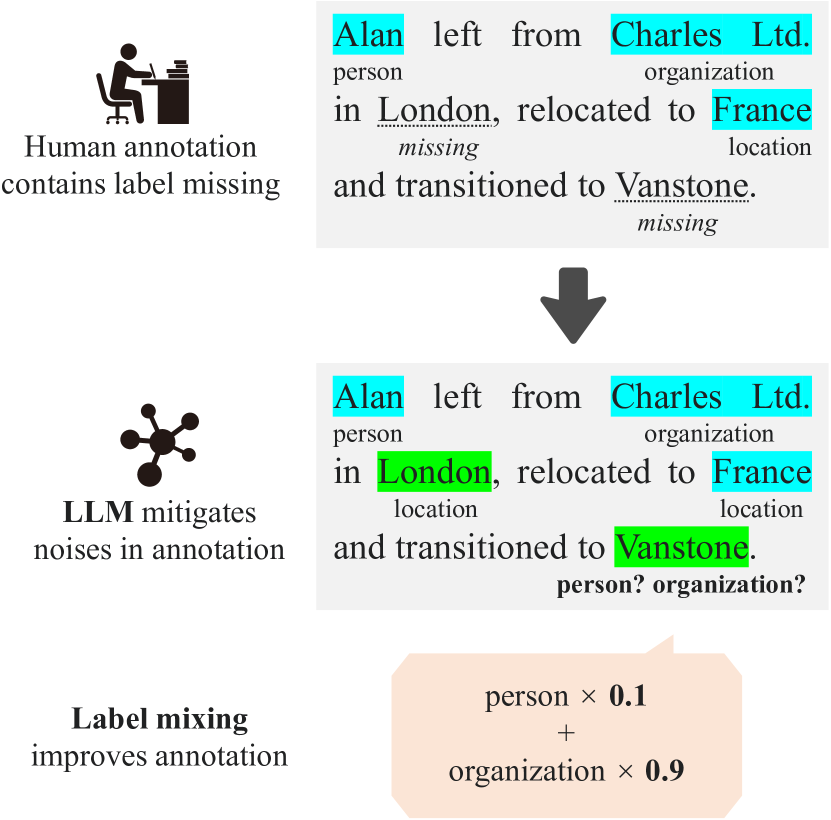 Alan left from Charles Ltd.
person organization
in London, relocated to France
missing location
and transitioned to Vanstone.
missing
Human annotation
contains label missing
Alan left from Charles Ltd.
person organization
in London, relocated to France
location location
and transitioned to Vanstone.
person? organization?
LLM mitigates
noises in annotation
Label mixing
improves annotation
person × 0.1
+
organization × 0.9